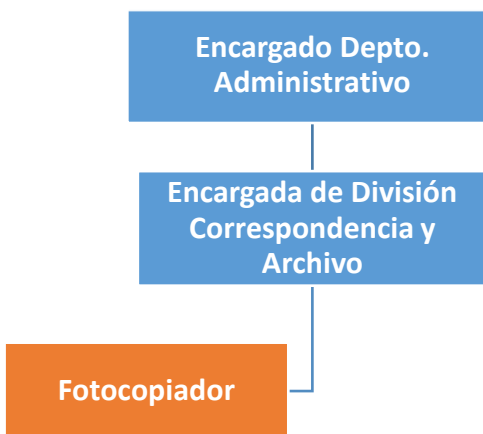 Encargado Depto.
Administrativo
Encargada de División
Correspondencia y
Archivo
Fotocopiador